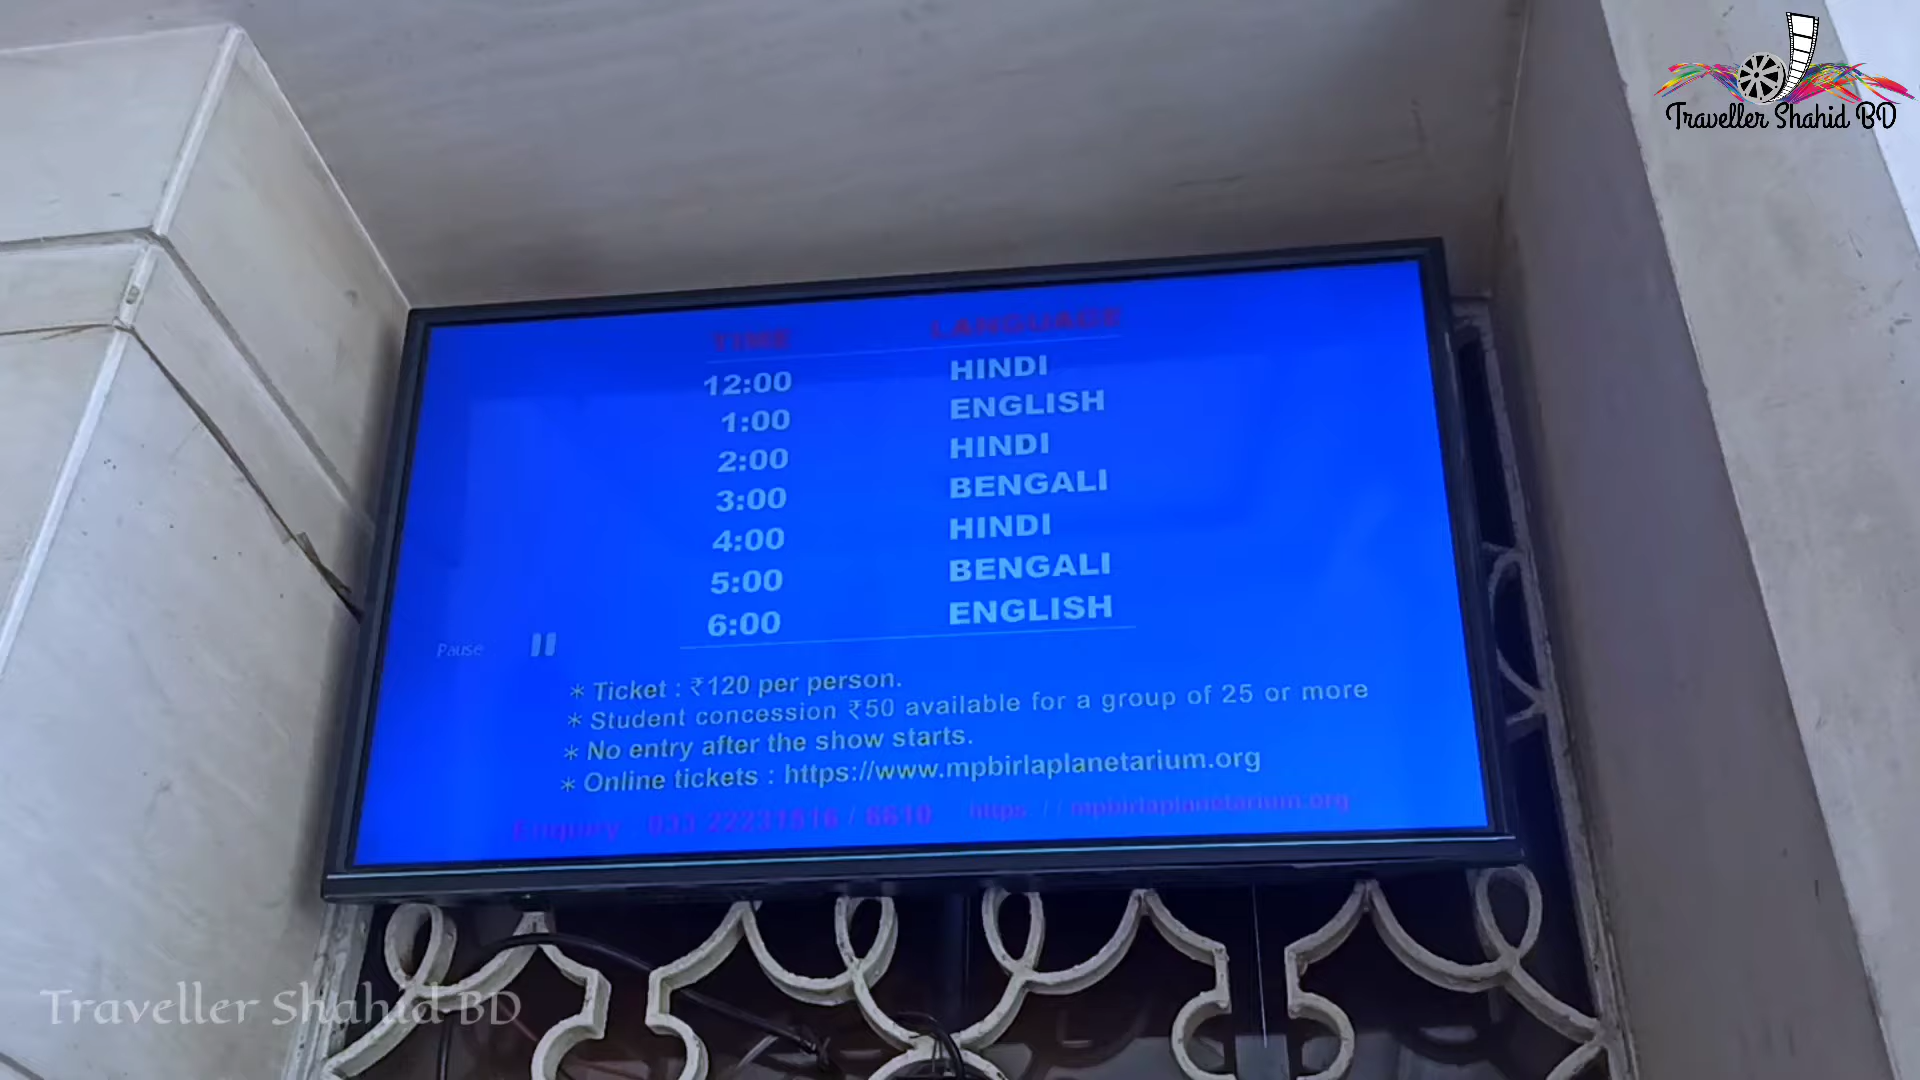 Traveller Shahid BD
TIME LANGUAGE
12:00 HINDI
1:00 ENGLISH
2:00 HINDI
3:00 BENGALI
4:00 HINDI
5:00 BENGALI
6:00 ENGLISH
Pause
* Ticket : ₹120 per person.
* Student concession ₹50 available for a group of 25 or more
* No entry after the show starts.
* Online tickets : https://www.mpbirlaplanetarium.org
Enquiry 033 22231516 / 6610 https://mpbirlaplanetarium.org
Traveller Shahid BD